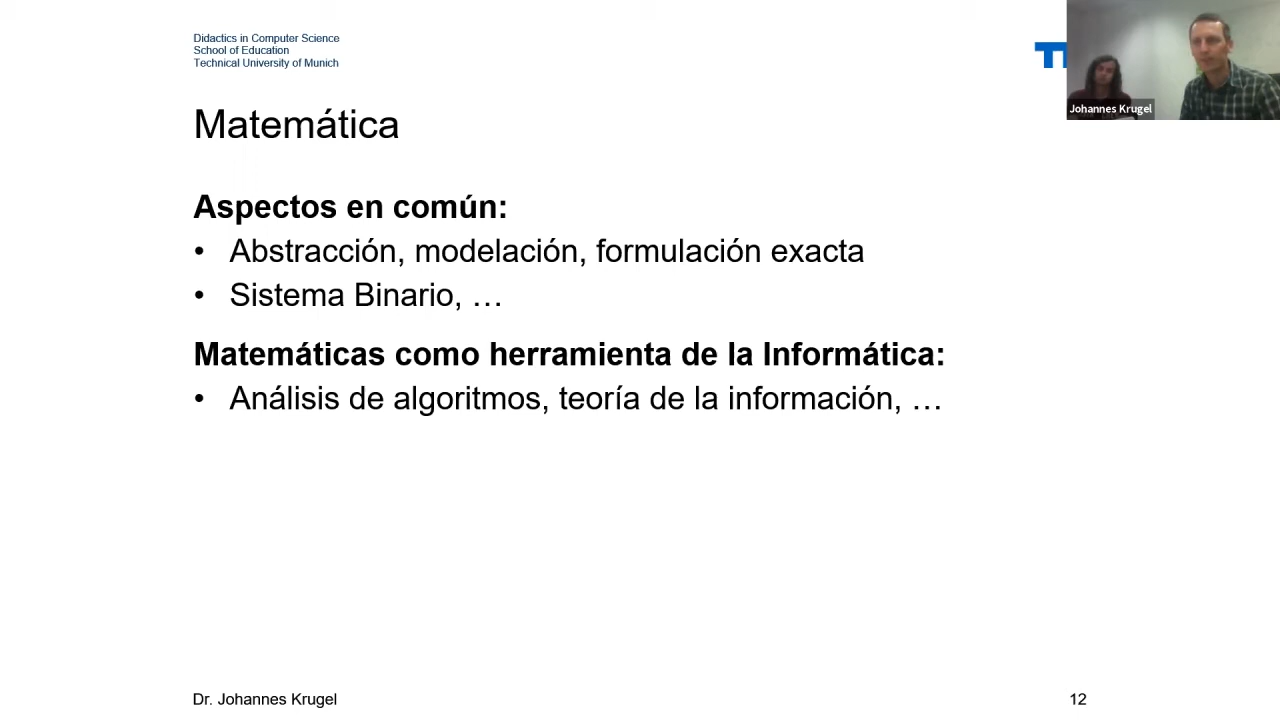 Didactics in Computer Science
School of Education
Technical University of Munich
Johannes Krugel
Matemática
Aspectos en común:
• Abstracción, modelación, formulación exacta
• Sistema Binario, …
Matemáticas como herramienta de la Informática:
• Análisis de algoritmos, teoría de la información, …
Dr. Johannes Krugel
12